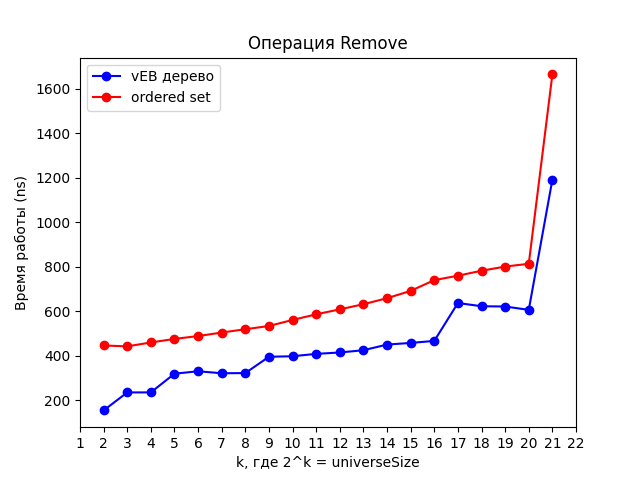 Операция Remove
vEB дерево
ordered set
Время работы (ns)
1600
1400
1200
1000
800
600
400
200
1 2 3 4 5 6 7 8 9 10 11 12 13 14 15 16 17 18 19 20 21 22
k, где 2^k = universeSize